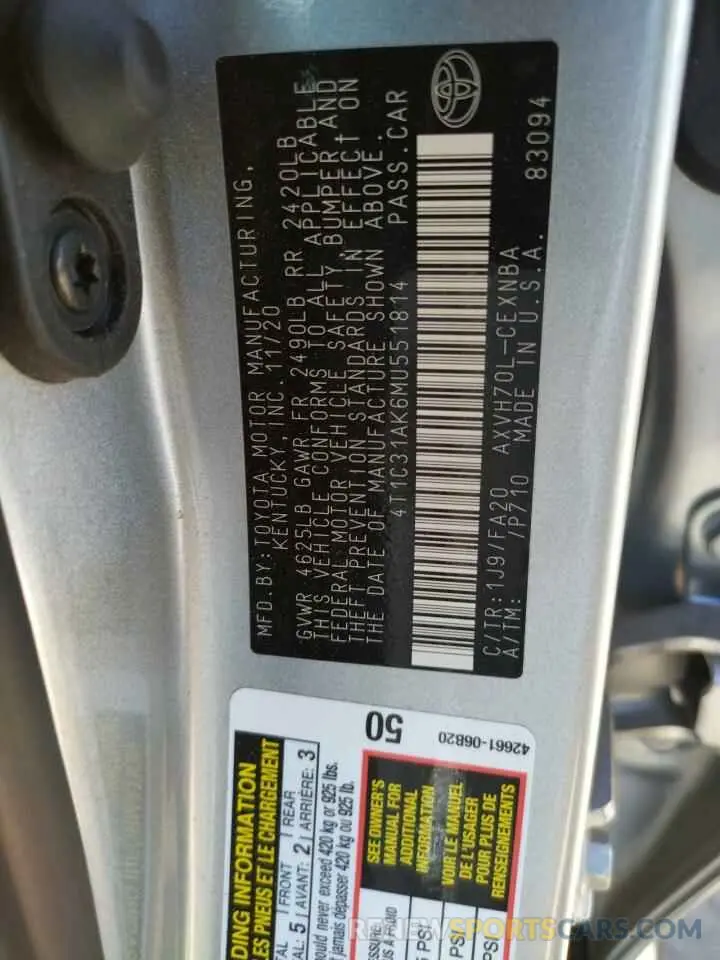 MFD. BY: TOYOTA MOTOR MANUFACTURING,
KENTUCKY, INC. 11/20
GVWR 4625LB GAWR FR 2490LB RR 2420LB
THIS VEHICLE CONFORMS TO ALL APPLICABLE
FEDERAL MOTOR VEHICLE SAFETY, BUMPER, AND
THEFT PREVENTION STANDARDS IN EFFECT ON
THE DATE OF MANUFACTURE SHOWN ABOVE.
4T1C31AK6MU551814 PASS. CAR
C/TR: 1J9/FA20 AXVH70L-CEXNBA
A/TM: /P710 MADE IN U.S.A. 83094
50
42661-06B20
DING INFORMATION
LES PNEUS ET LE CHARGEMENT
TAL FRONT REAR
AL: 5 AVANT: 2 ARRIÈRE: 3
ould never exceed 420 kg or 925 lbs.
t jamais dépasser 420 kg ou 925 lb.
SEE OWNER'S
MANUAL FOR
ADDITIONAL
INFORMATION
VOIR LE MANUEL
DE L'USAGER
POUR PLUS DE
RENSEIGNEMENTS
PSI
PSI
RENEWSPORTSCARS.COM